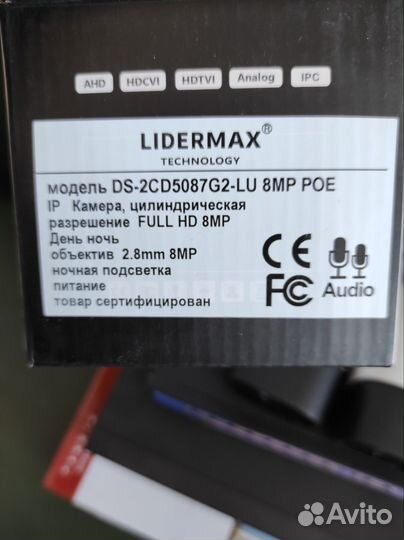 AHD HDCVI HDTVI Analog IPC
LIDERMAX®
TECHNOLOGY
модель DS-2CD5087G2-LU 8MP POE
IP Камера, цилиндрическая
разрешение FULL HD 8MP
День ночь
объектив 2.8mm 8MP
ночная подсветка
питание
товар сертифицирован
CE
FC
Audio
Avito